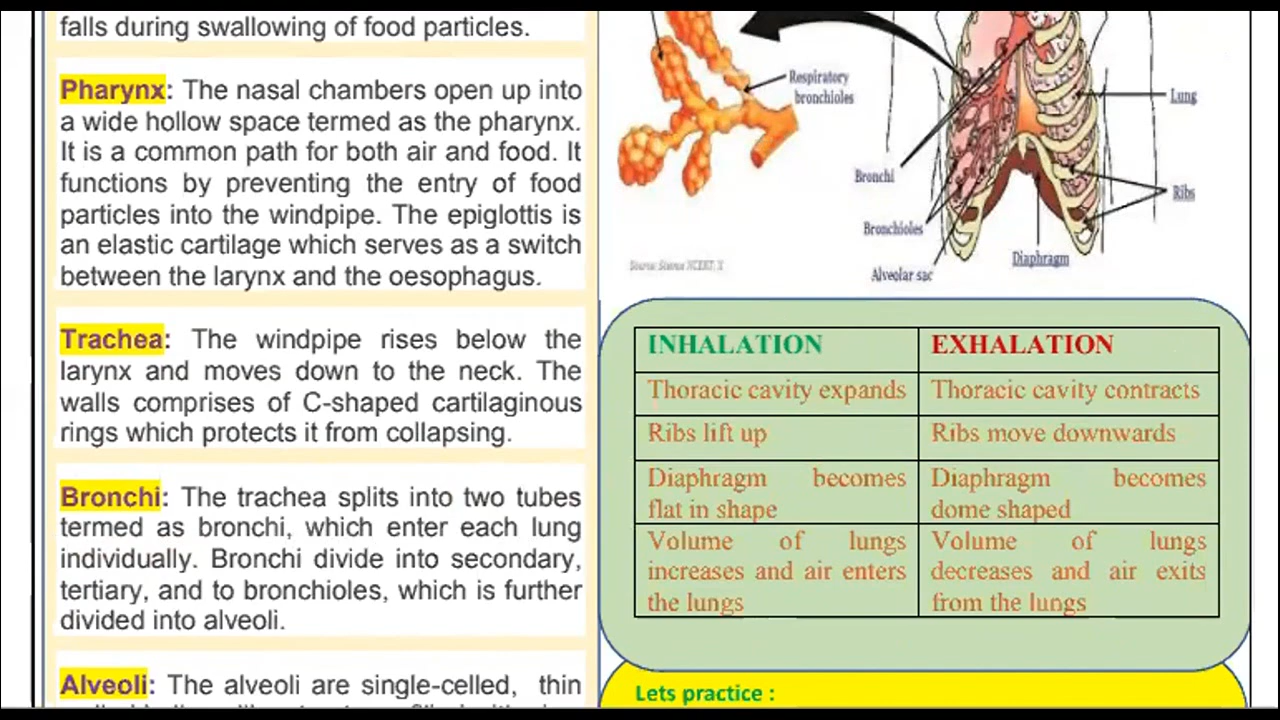 falls during swallowing of food particles.
Pharynx: The nasal chambers open up into
a wide hollow space termed as the pharynx.
It is a common path for both air and food. It
functions by preventing the entry of food
particles into the windpipe. The epiglottis is
an elastic cartilage which serves as a switch
between the larynx and the oesophagus.
Trachea: The windpipe rises below the
larynx and moves down to the neck. The
walls comprises of C-shaped cartilaginous
rings which protects it from collapsing.
Bronchi: The trachea splits into two tubes
termed as bronchi, which enter each lung
individually. Bronchi divide into secondary,
tertiary, and to bronchioles, which is further
divided into alveoli.
Alveoli: The alveoli are single-celled, thin
Respiratory
bronchioles
Lung
Bronchi
Ribs
Bronchioles
Diaphragm
Alveolar sac
Source: Science NCERT, X
INHALATION EXHALATION
Thoracic cavity expands Thoracic cavity contracts
Ribs lift up Ribs move downwards
Diaphragm becomes Diaphragm becomes
flat in shape dome shaped
Volume of lungs Volume of lungs
increases and air enters decreases and air exits
the lungs from the lungs
Lets practice :